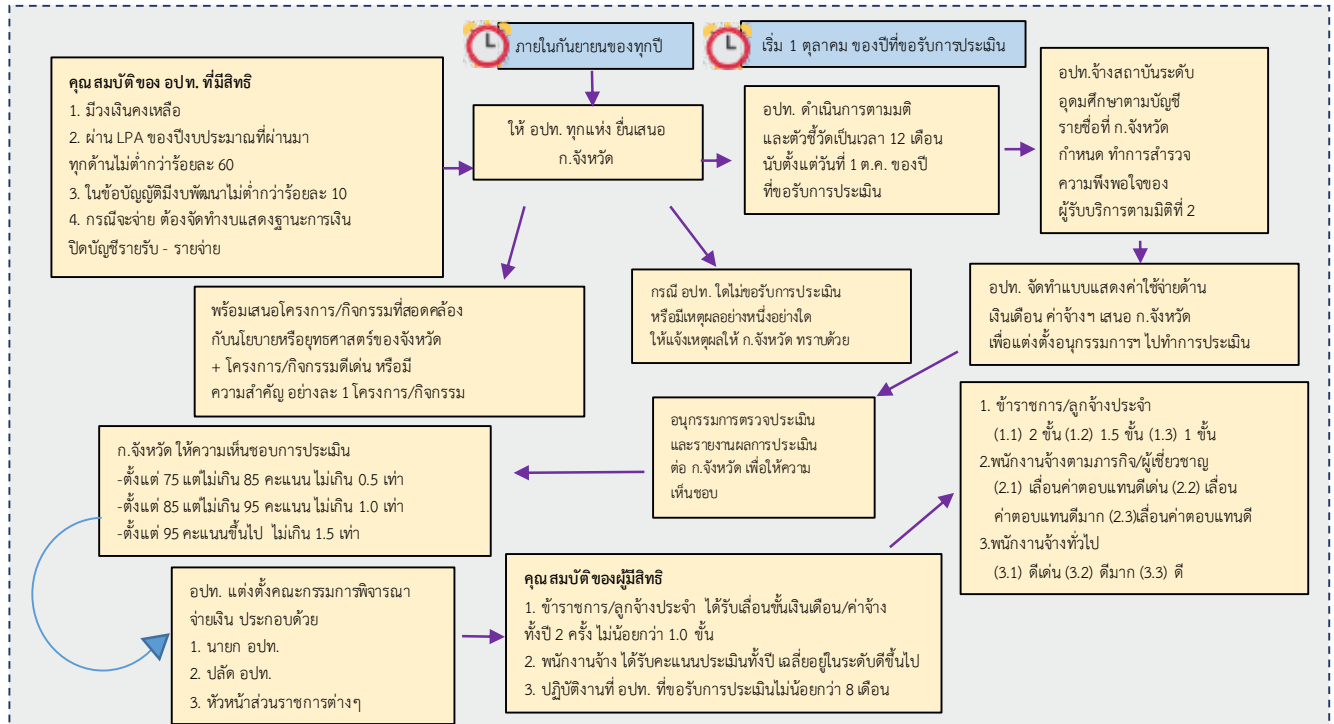 ภายในกันยายนของทุกปี
เริ่ม 1 ตุลาคม ของปีที่ขอรับการประเมิน
คุณสมบัติของ อปท. ที่มีสิทธิ
1. มีวงเงินคงเหลือ
2. ผ่าน LPA ของปีงบประมาณที่ผ่านมา
ทุกด้านไม่ต่ำกว่าร้อยละ 60
3. ในข้อบัญญัติมีงบพัฒนาไม่ต่ำกว่าร้อยละ 10
4. กรณีจะจ่าย ต้องจัดทำงบแสดงฐานะการเงิน
ปิดบัญชีรายรับ - รายจ่าย
ให้ อปท. ทุกแห่ง ยื่นเสนอ
ก.จังหวัด
อปท. ดำเนินการตามมติ
และตัวชี้วัดเป็นเวลา 12 เดือน
นับตั้งแต่วันที่ 1 ต.ค. ของปี
ที่ขอรับการประเมิน
อปท.จ้างสถาบันระดับ
อุดมศึกษาตามบัญชี
รายชื่อที่ ก.จังหวัด
กำหนด ทำการสำรวจ
ความพึงพอใจของ
ผู้รับบริการตามมิติที่ 2
พร้อมเสนอโครงการ/กิจกรรมที่สอดคล้อง
กับนโยบายหรือยุทธศาสตร์ของจังหวัด
+ โครงการ/กิจกรรมดีเด่น หรือมี
ความสำคัญ อย่างละ 1 โครงการ/กิจกรรม
กรณี อปท. ใดไม่ขอรับการประเมิน
หรือมีเหตุผลอย่างหนึ่งอย่างใด
ให้แจ้งเหตุผลให้ ก.จังหวัด ทราบด้วย
อปท. จัดทำแบบแสดงค่าใช้จ่ายด้าน
เงินเดือน ค่าจ้างฯ เสนอ ก.จังหวัด
เพื่อแต่งตั้งอนุกรรมการฯ ไปทำการประเมิน
อนุกรรมการตรวจประเมิน
และรายงานผลการประเมิน
ต่อ ก.จังหวัด เพื่อให้ความ
เห็นชอบ
ก.จังหวัด ให้ความเห็นชอบการประเมิน
-ตั้งแต่ 75 แต่ไม่เกิน 85 คะแนน ไม่เกิน 0.5 เท่า
-ตั้งแต่ 85 แต่ไม่เกิน 95 คะแนน ไม่เกิน 1.0 เท่า
-ตั้งแต่ 95 คะแนนขึ้นไป ไม่เกิน 1.5 เท่า
อปท. แต่งตั้งคณะกรรมการพิจารณา
จ่ายเงิน ประกอบด้วย
1. นายก อปท.
2. ปลัด อปท.
3. หัวหน้าส่วนราชการต่างๆ
คุณสมบัติของผู้มีสิทธิ
1. ข้าราชการ/ลูกจ้างประจำ ได้รับเลื่อนขั้นเงินเดือน/ค่าจ้าง
ทั้งปี 2 ครั้ง ไม่น้อยกว่า 1.0 ขั้น
2. พนักงานจ้าง ได้รับคะแนนประเมินทั้งปี เฉลี่ยอยู่ในระดับดีขึ้นไป
3. ปฏิบัติงานที่ อปท. ที่ขอรับการประเมินไม่น้อยกว่า 8 เดือน
1. ข้าราชการ/ลูกจ้างประจำ
(1.1) 2 ขั้น (1.2) 1.5 ขั้น (1.3) 1 ขั้น
2.พนักงานจ้างตามภารกิจ/ผู้เชี่ยวชาญ
(2.1) เลื่อนค่าตอบแทนดีเด่น (2.2) เลื่อน
ค่าตอบแทนดีมาก (2.3)เลื่อนค่าตอบแทนดี
3.พนักงานจ้างทั่วไป
(3.1) ดีเด่น (3.2) ดีมาก (3.3) ดี